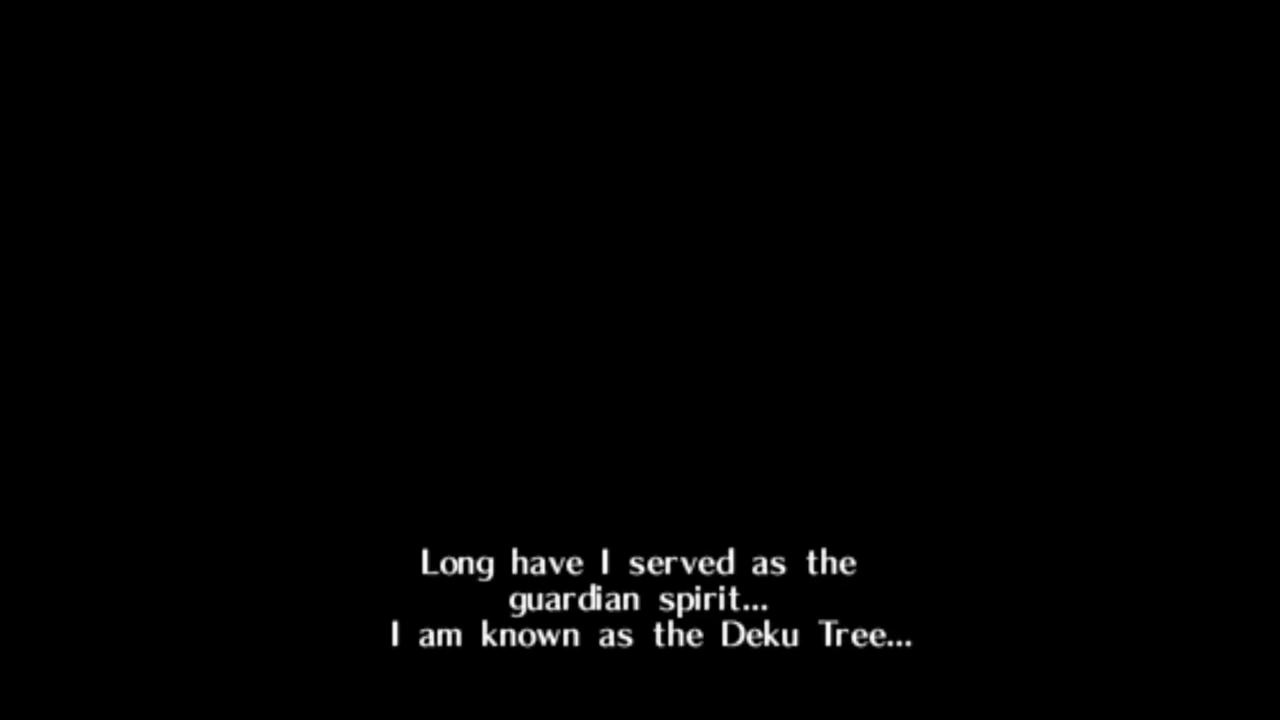 Long have I served as the
guardian spirit...
I am known as the Deku Tree...